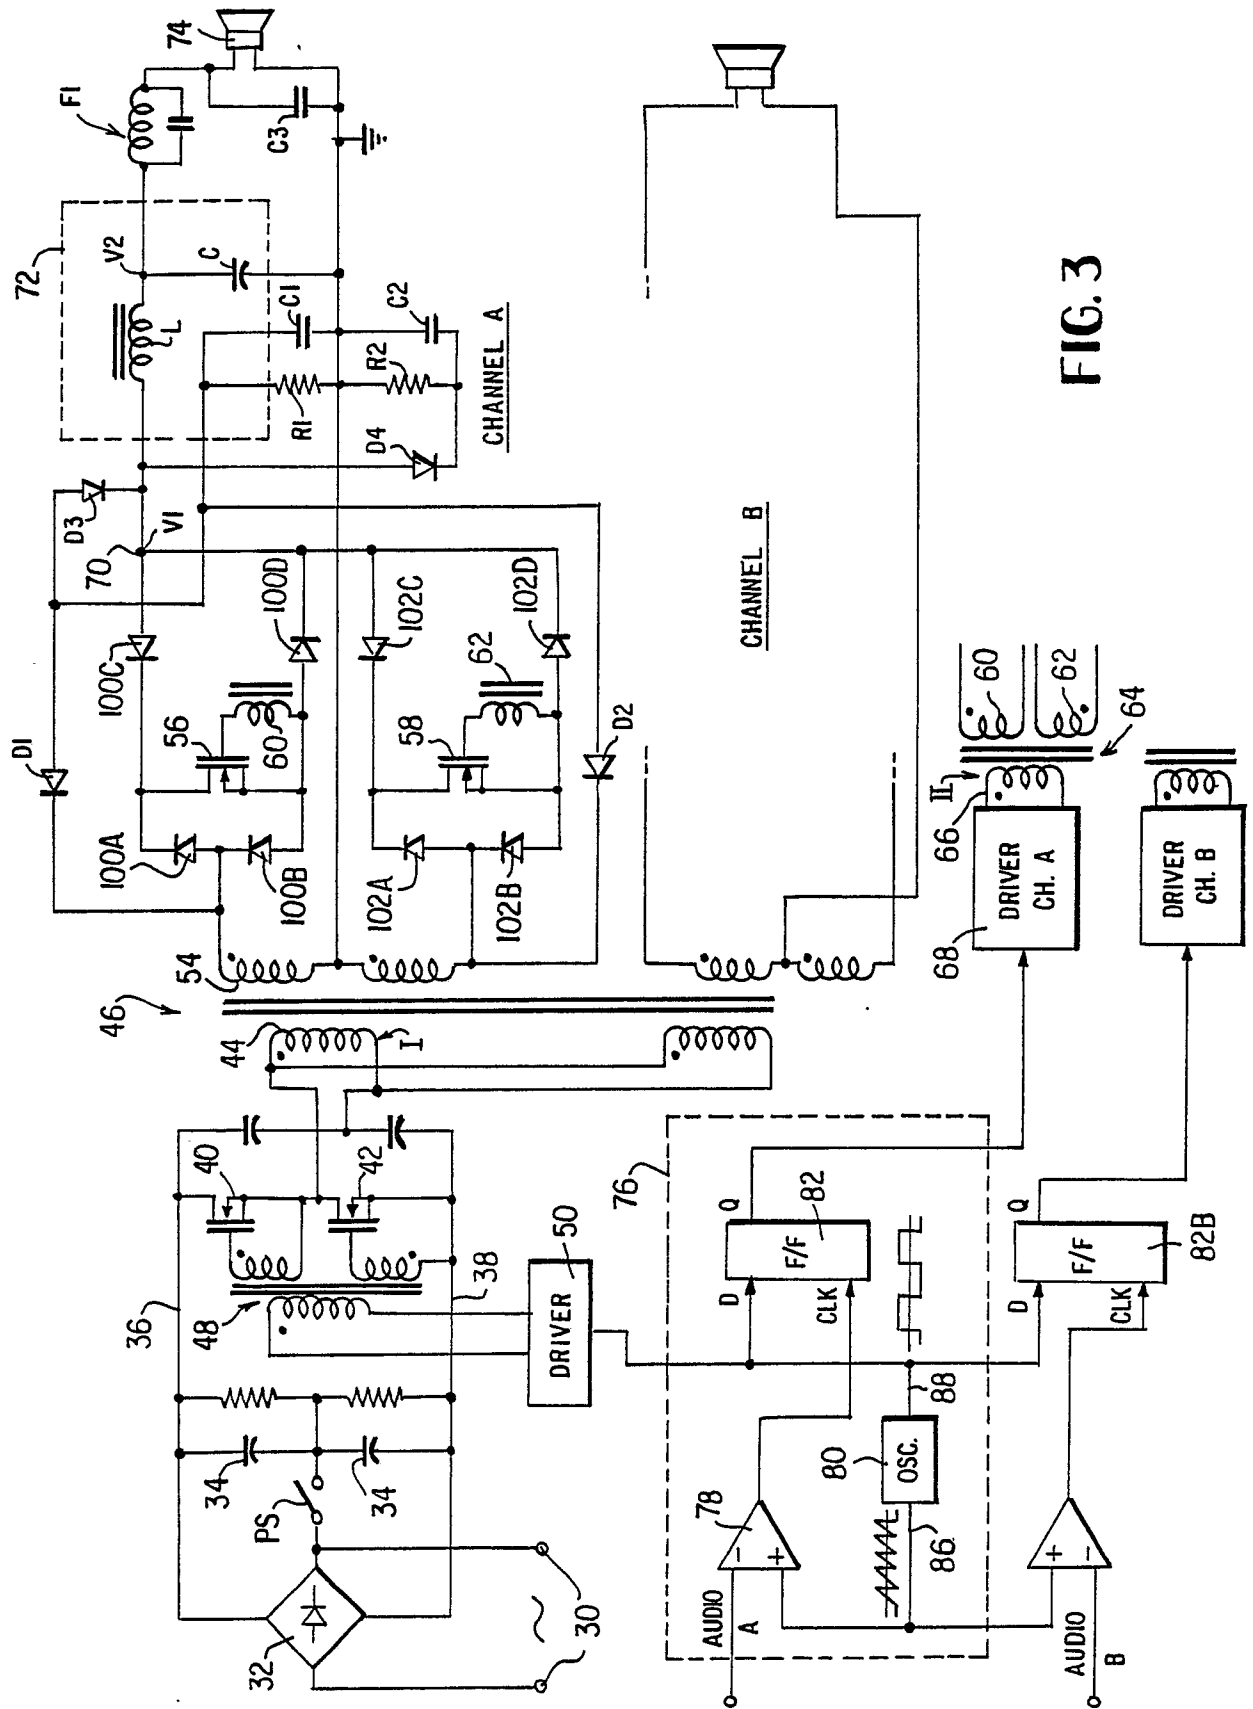 74
F1
C3
72
V2
C
L
C1
C2
R1
R2
D4
CHANNEL A
D3
V1
70
100C
100D
102C
102D
D1
56
60
58
62
D2
100A
100B
102A
102B
54
46
44
I
40
42
36
48
38
50
DRIVER
34
34
PS
32
30
CHANNEL B
FIG. 3
60
62
64
II
66
DRIVER
CH. A
68
DRIVER
CH. B
76
Q
82
F/F
D
CLK
Q
F/F
82B
D
CLK
88
80
OSC.
86
78
-
+
+
-
AUDIO
A
AUDIO
B